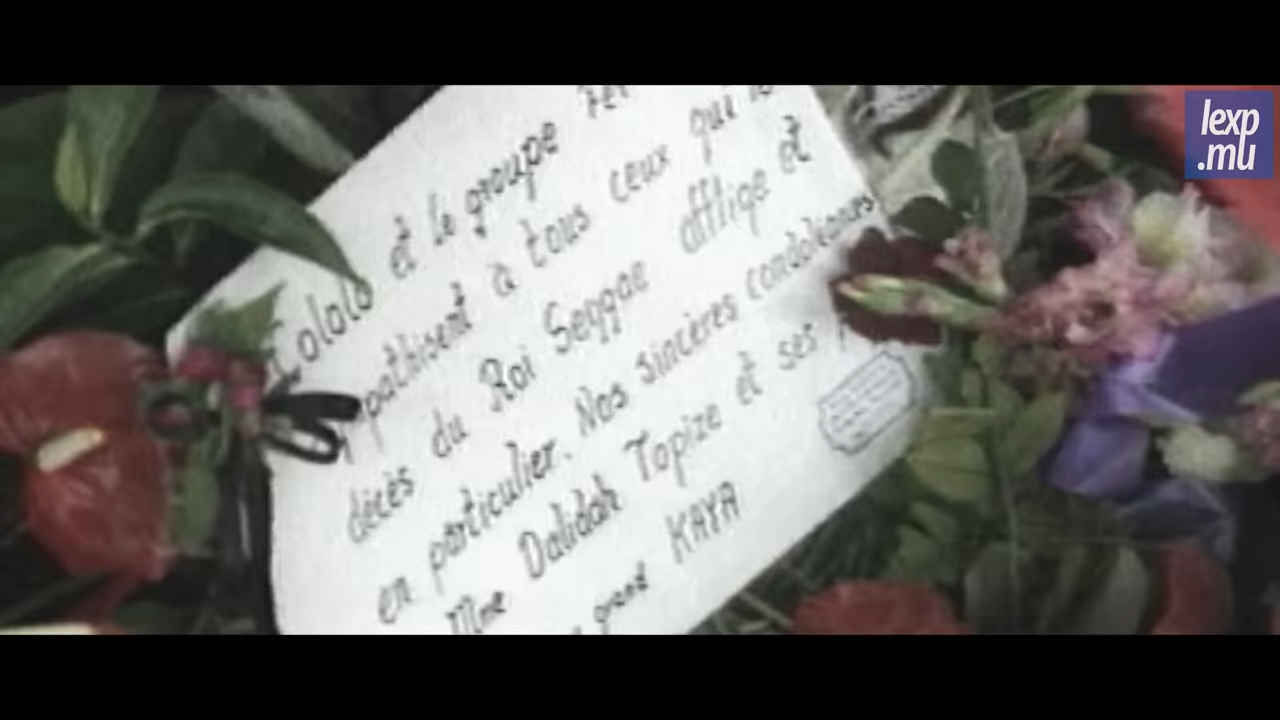 lexp
.mu
Lololo et le groupe
pathisent à tous ceux qui
décès du Roi Seggae afflige et
en particulier. Nos sincères condoléances
Mme Dalidah Topize et ses
grand KAYA